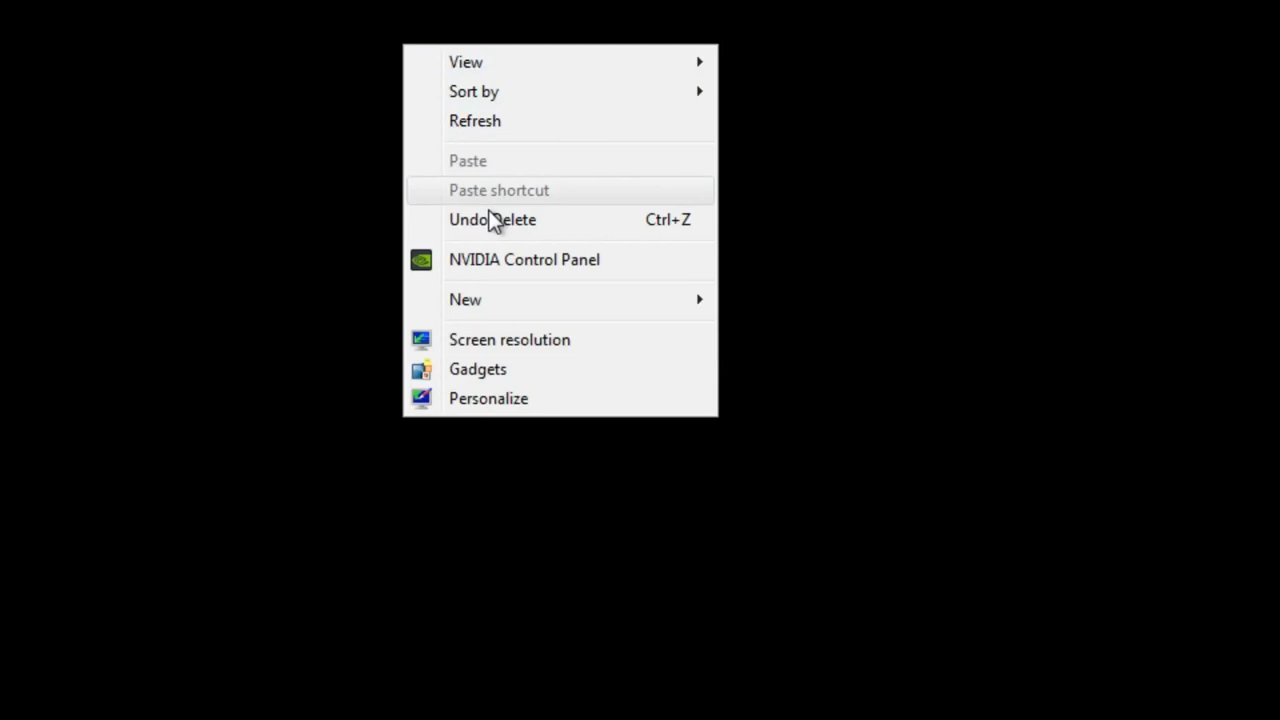 View
Sort by
Refresh
Paste
Paste shortcut
Undo Delete Ctrl+Z
NVIDIA Control Panel
New
Screen resolution
Gadgets
Personalize